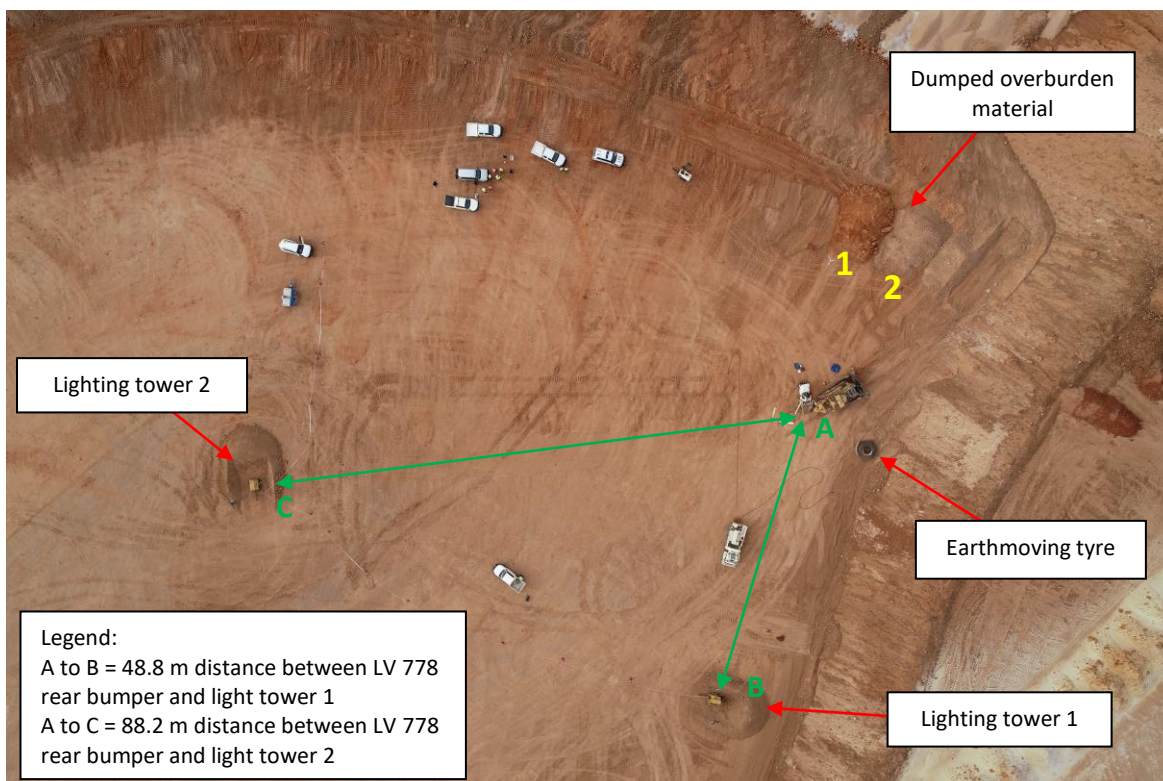 Dumped overburden
material
1
2
Lighting tower 2
A
C
Earthmoving tyre
Legend:
A to B = 48.8 m distance between LV 778
rear bumper and light tower 1
A to C = 88.2 m distance between LV 778
rear bumper and light tower 2
B
Lighting tower 1